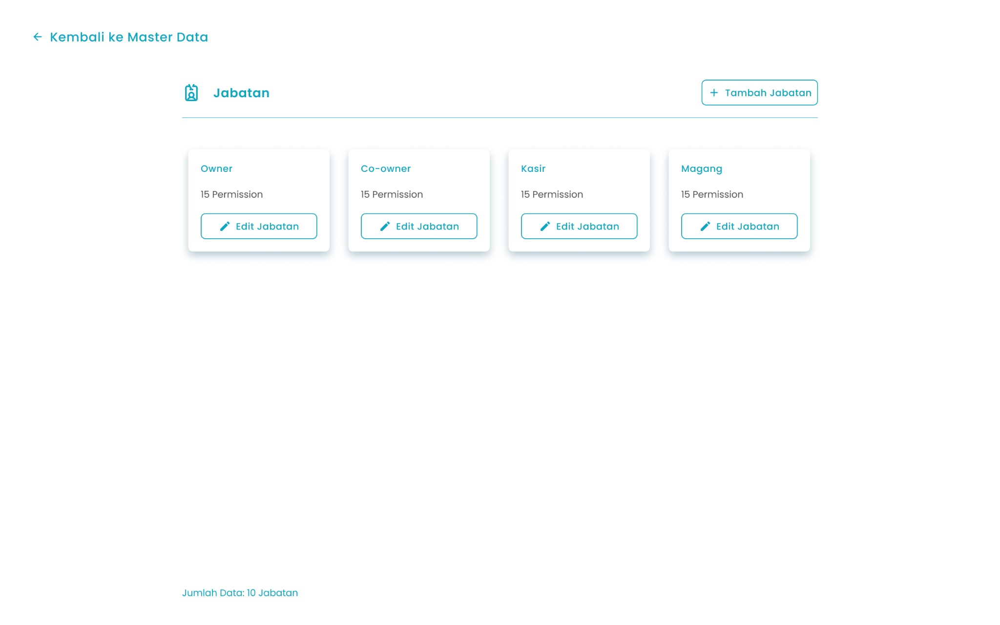 Kembali ke Master Data
Jabatan
Tambah Jabatan
Owner
15 Permission
Edit Jabatan
Co-owner
15 Permission
Edit Jabatan
Kasir
15 Permission
Edit Jabatan
Magang
15 Permission
Edit Jabatan
Jumlah Data: 10 Jabatan